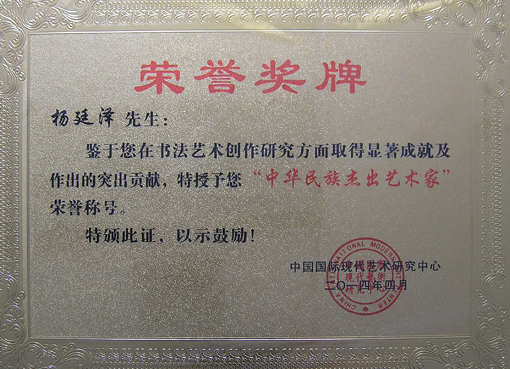 荣誉奖牌
杨廷泽 先生：
鉴于您在书法艺术创作研究方面取得显著成就及
作出的突出贡献，特授予您“中华民族杰出艺术家”
荣誉称号。
特颁此证，以示鼓励！
中国国际现代艺术研究中心
二〇一四年四月